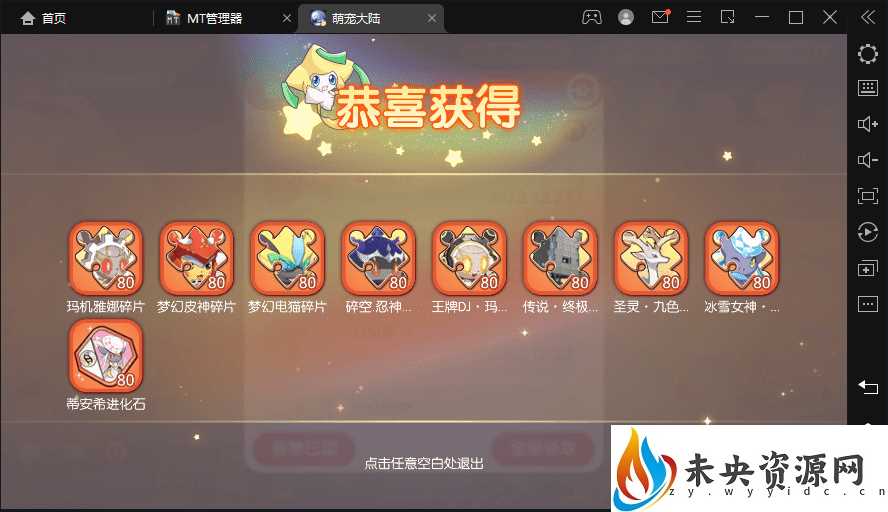 首页
MT管理器
萌宠大陆
恭喜获得
80
80
80
80
80
80
80
80
玛机雅娜碎片
梦幻皮神碎片
梦幻电猫碎片
碎空.忍神...
王牌DJ·玛...
传说·终极...
圣灵·九色...
冰雪女神·...
80
蒂安希进化石
点击任意空白处退出
未央资源网
zy.wyyidc.cn